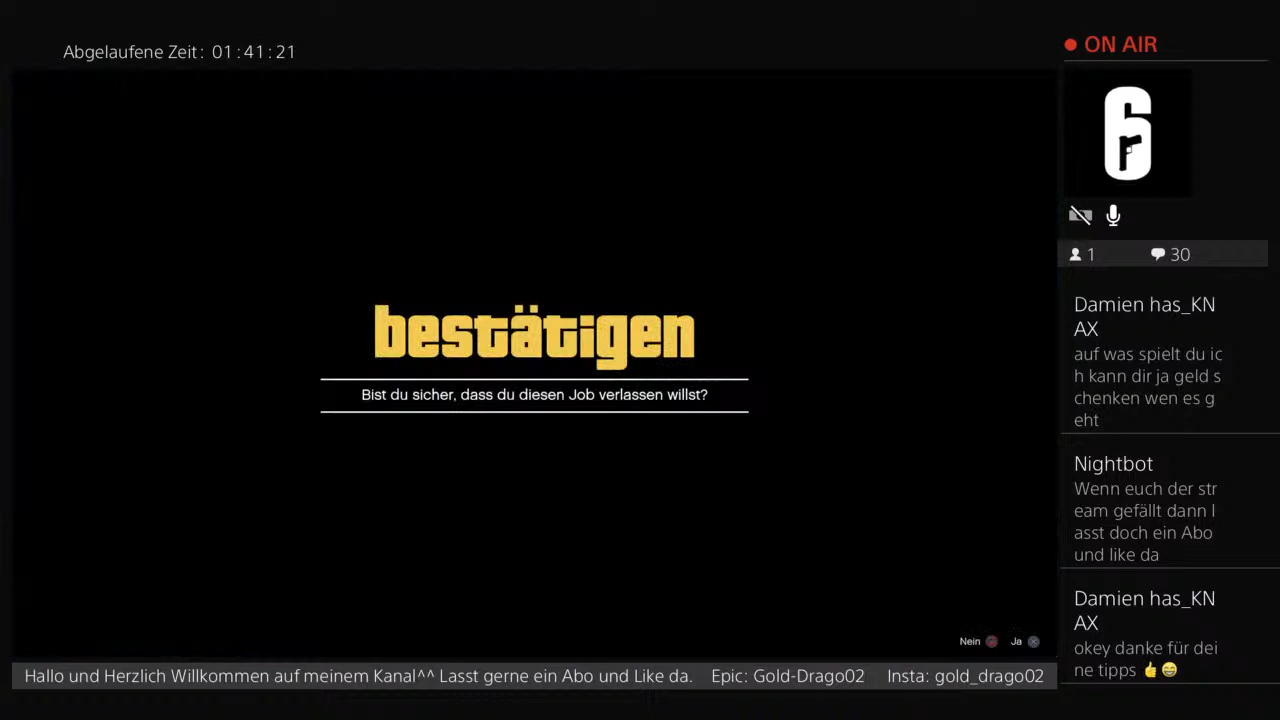 Abgelaufene Zeit: 01:41:21
ON AIR
6
1 30
bestätigen
Bist du sicher, dass du diesen Job verlassen willst?
Nein Ja
Damien has_KN
AX
auf was spielt du ic
h kann dir ja geld s
chenken wen es g
eht
Nightbot
Wenn euch der str
eam gefällt dann l
asst doch ein Abo
und like da
Damien has_KN
AX
okey danke für dei
ne tipps 👍😄
Hallo und Herzlich Willkommen auf meinem Kanal^^ Lasst gerne ein Abo und Like da. Epic: Gold-Drago02 Insta: gold_drago02